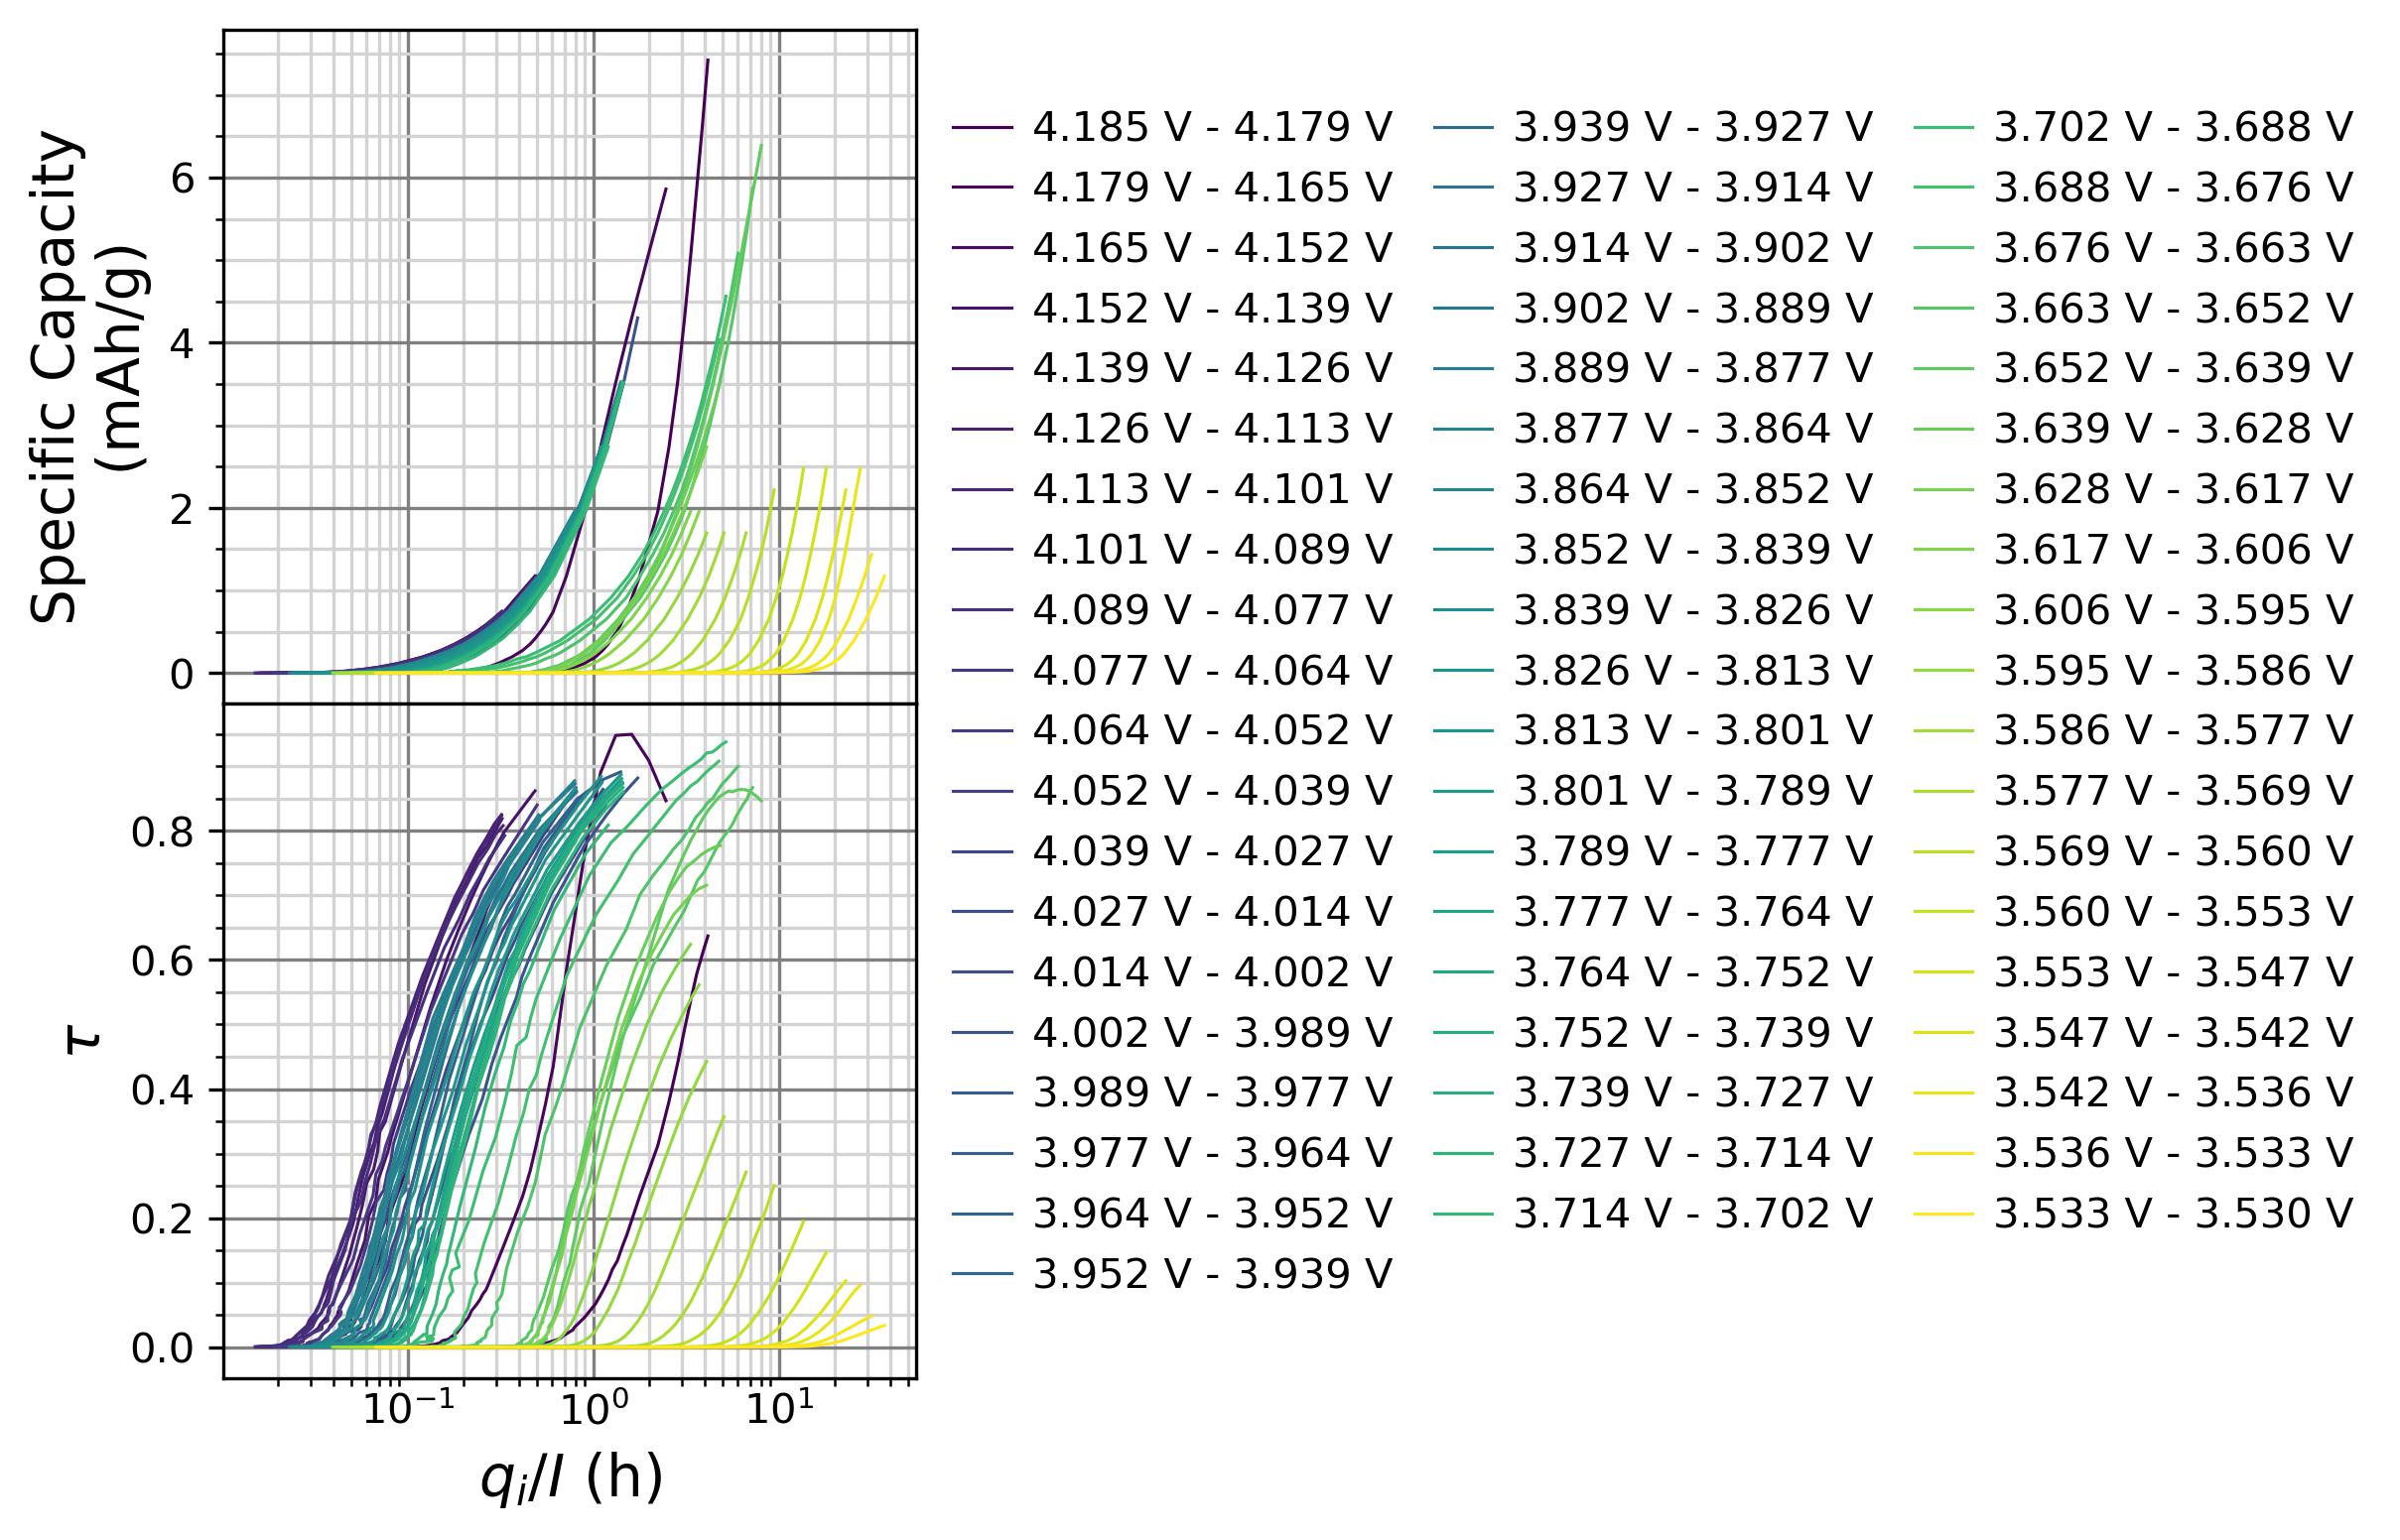 Specific Capacity
(mAh/g)
6
4
2
0
τ
0.8
0.6
0.4
0.2
0.0
10⁻¹
10⁰
10¹
qᵢ/I (h)
4.185 V - 4.179 V
4.179 V - 4.165 V
4.165 V - 4.152 V
4.152 V - 4.139 V
4.139 V - 4.126 V
4.126 V - 4.113 V
4.113 V - 4.101 V
4.101 V - 4.089 V
4.089 V - 4.077 V
4.077 V - 4.064 V
4.064 V - 4.052 V
4.052 V - 4.039 V
4.039 V - 4.027 V
4.027 V - 4.014 V
4.014 V - 4.002 V
4.002 V - 3.989 V
3.989 V - 3.977 V
3.977 V - 3.964 V
3.964 V - 3.952 V
3.952 V - 3.939 V
3.939 V - 3.927 V
3.927 V - 3.914 V
3.914 V - 3.902 V
3.902 V - 3.889 V
3.889 V - 3.877 V
3.877 V - 3.864 V
3.864 V - 3.852 V
3.852 V - 3.839 V
3.839 V - 3.826 V
3.826 V - 3.813 V
3.813 V - 3.801 V
3.801 V - 3.789 V
3.789 V - 3.777 V
3.777 V - 3.764 V
3.764 V - 3.752 V
3.752 V - 3.739 V
3.739 V - 3.727 V
3.727 V - 3.714 V
3.714 V - 3.702 V
3.702 V - 3.688 V
3.688 V - 3.676 V
3.676 V - 3.663 V
3.663 V - 3.652 V
3.652 V - 3.639 V
3.639 V - 3.628 V
3.628 V - 3.617 V
3.617 V - 3.606 V
3.606 V - 3.595 V
3.595 V - 3.586 V
3.586 V - 3.577 V
3.577 V - 3.569 V
3.569 V - 3.560 V
3.560 V - 3.553 V
3.553 V - 3.547 V
3.547 V - 3.542 V
3.542 V - 3.536 V
3.536 V - 3.533 V
3.533 V - 3.530 V